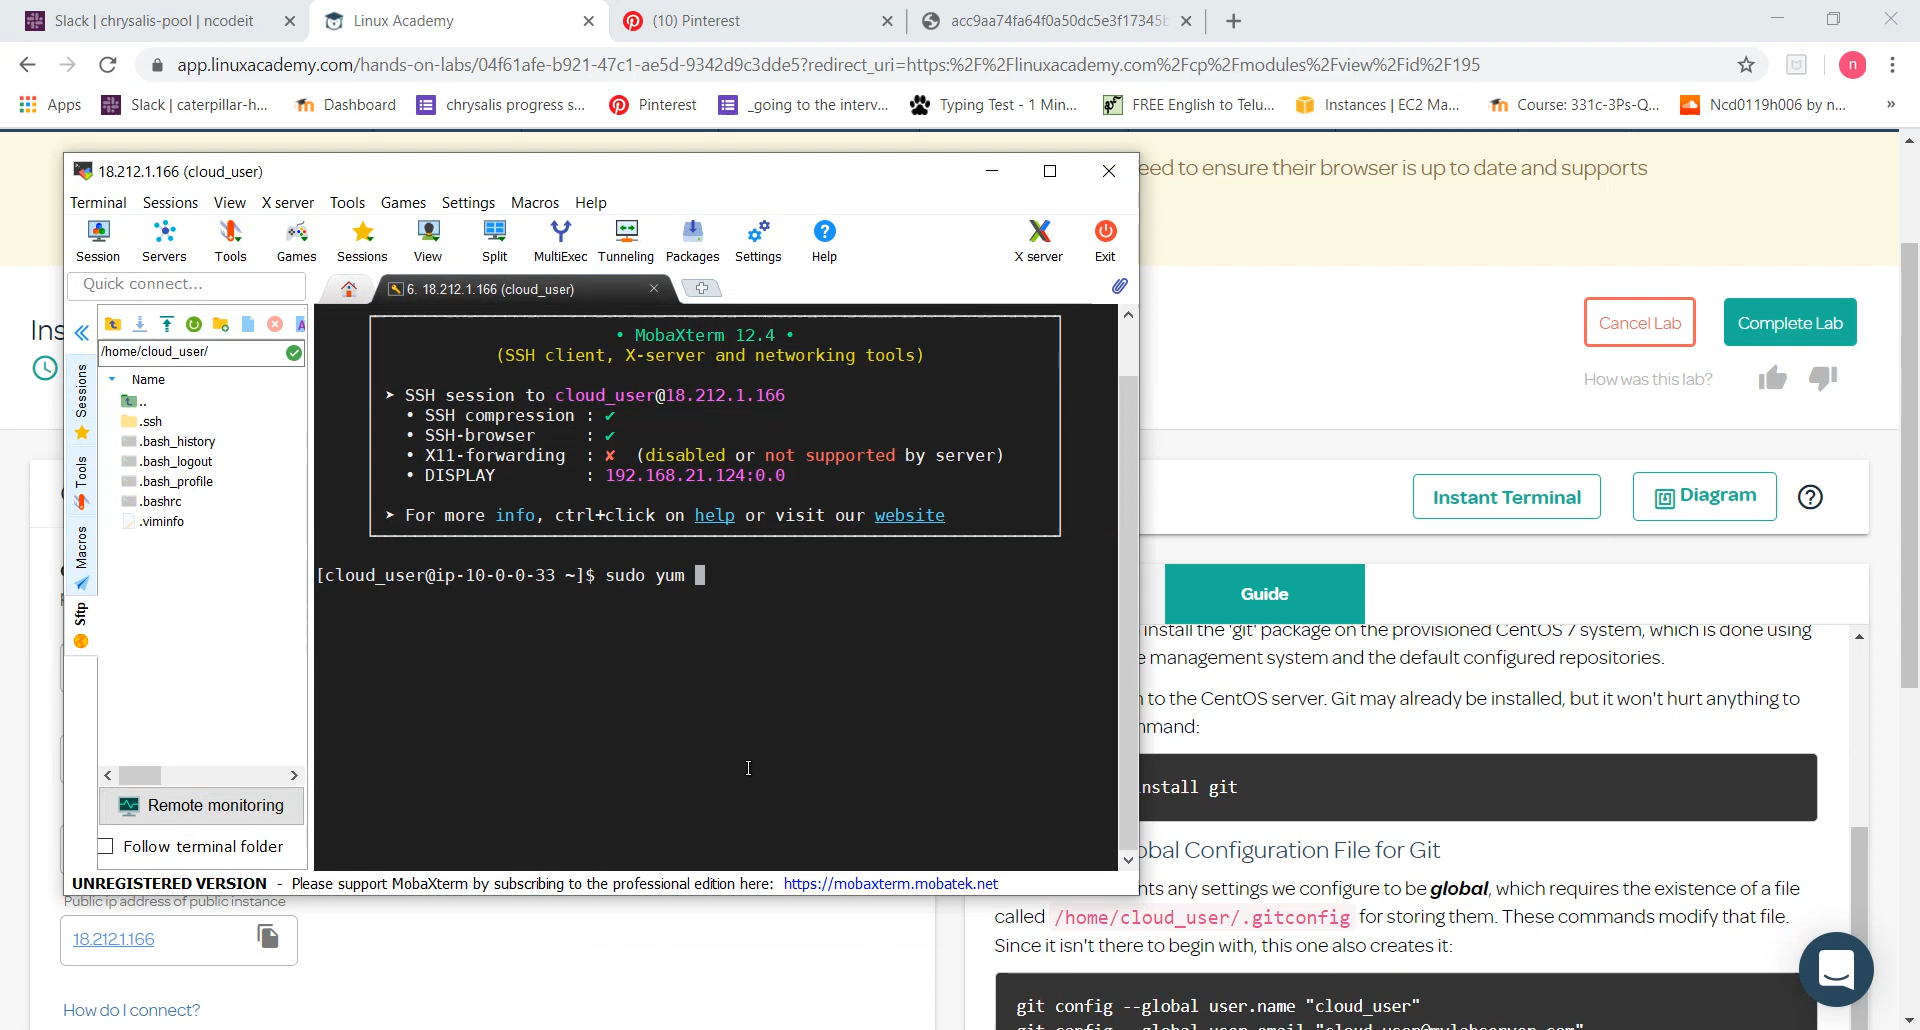 Slack | chrysalis-pool | ncodeit
Linux Academy
(10) Pinterest
acc9aa74fa64f0a50dc5e3f17345
app.linuxacademy.com/hands-on-labs/04f61afe-b921-47c1-ae5d-9342d9c3dde5?redirect_uri=https:%2F%2Flinuxacademy.com%2Fcp%2Fmodules%2Fview%2Fid%2F195
n
Apps
Slack | caterpillar-h...
Dashboard
chrysalis progress s...
Pinterest
_going to the interv...
Typing Test - 1 Min...
FREE English to Telu...
Instances | EC2 Ma...
Course: 331c-3Ps-Q...
Ncd0119h006 by n...
»
eed to ensure their browser is up to date and supports
18.212.1.166 (cloud_user)
Terminal Sessions View X server Tools Games Settings Macros Help
Session Servers Tools Games Sessions View Split MultiExec Tunneling Packages Settings Help X server Exit
Quick connect...
6. 18.212.1.166 (cloud_user)
Ins
Cancel Lab
Complete Lab
How was this lab?
/home/cloud_user/
Name
..
.ssh
.bash_history
.bash_logout
.bash_profile
.bashrc
.viminfo
Sessions
Tools
Macros
Sftp
• MobaXterm 12.4 •
(SSH client, X-server and networking tools)
➤ SSH session to cloud_user@18.212.1.166
• SSH compression : ✔
• SSH-browser : ✔
• X11-forwarding : ✘ (disabled or not supported by server)
• DISPLAY : 192.168.21.124:0.0
➤ For more info, ctrl+click on help or visit our website
[cloud_user@ip-10-0-0-33 ~]$ sudo yum
Remote monitoring
Follow terminal folder
UNREGISTERED VERSION - Please support MobaXterm by subscribing to the professional edition here: https://mobaxterm.mobatek.net
Public ip address of public instance
18.212.1.166
How do I connect?
Instant Terminal
Diagram
Guide
install the 'git' package on the provisioned CentOS 7 system, which is done using
e management system and the default configured repositories.
to the CentOS server. Git may already be installed, but it won't hurt anything to
mmand:
nstall git
bal Configuration File for Git
nts any settings we configure to be global, which requires the existence of a file
called /home/cloud_user/.gitconfig for storing them. These commands modify that file.
Since it isn't there to begin with, this one also creates it:
git config --global user.name "cloud_user"
git config --global user.email "cloud_user@mylabserver.com"